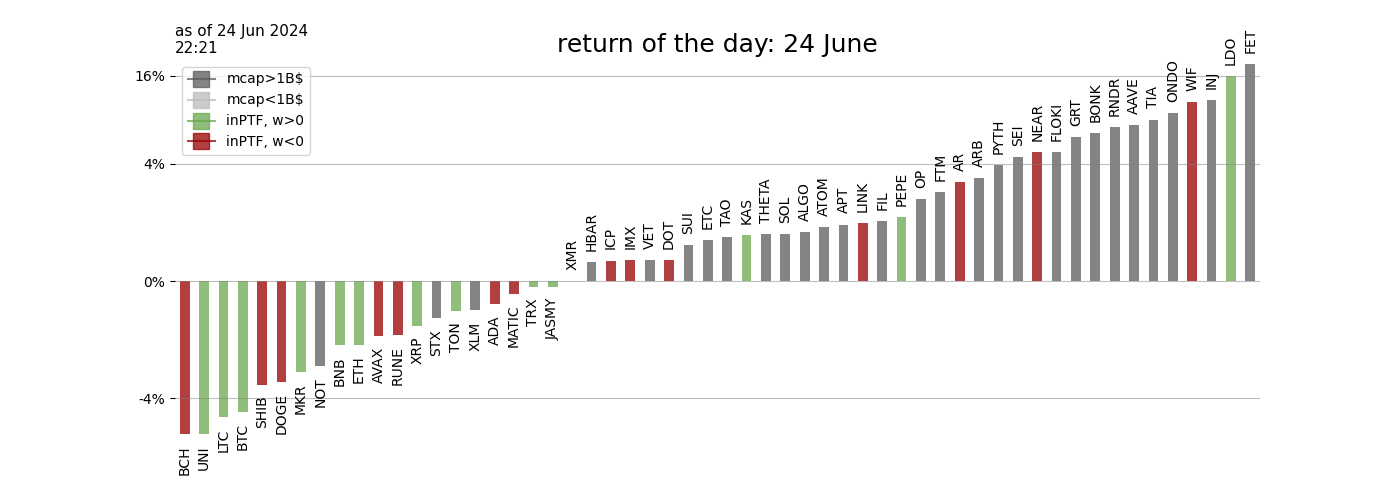 as of 24 Jun 2024
22:21
return of the day: 24 June
mcap>1B$
mcap<1B$
inPTF, w>0
inPTF, w<0
16%
4%
0%
-4%
BCH
UNI
LTC
BTC
SHIB
DOGE
MKR
NOT
BNB
ETH
AVAX
RUNE
XRP
STX
TON
XLM
ADA
MATIC
TRX
JASMY
XMR
HBAR
ICP
IMX
VET
DOT
SUI
ETC
TAO
KAS
THETA
SOL
ALGO
ATOM
APT
LINK
FIL
PEPE
OP
FTM
AR
ARB
PYTH
SEI
NEAR
FLOKI
GRT
BONK
RNDR
AAVE
TIA
ONDO
WIF
INJ
LDO
FET